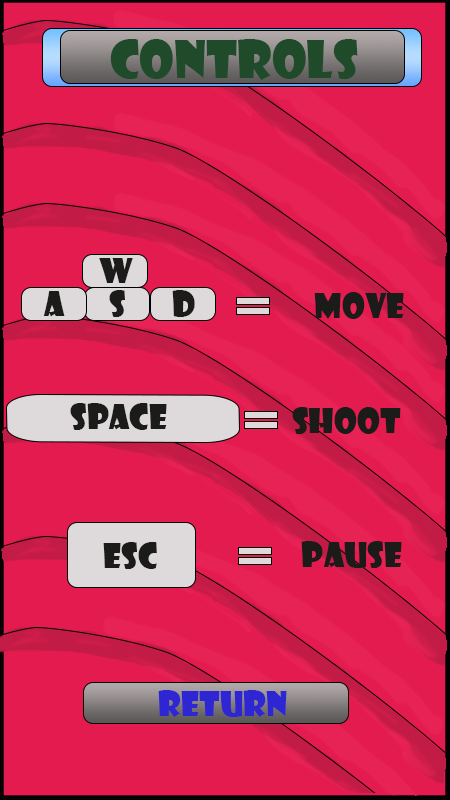 CONTROLS
W
A S D = MOVE
SPACE = SHOOT
ESC = PAUSE
RETURN